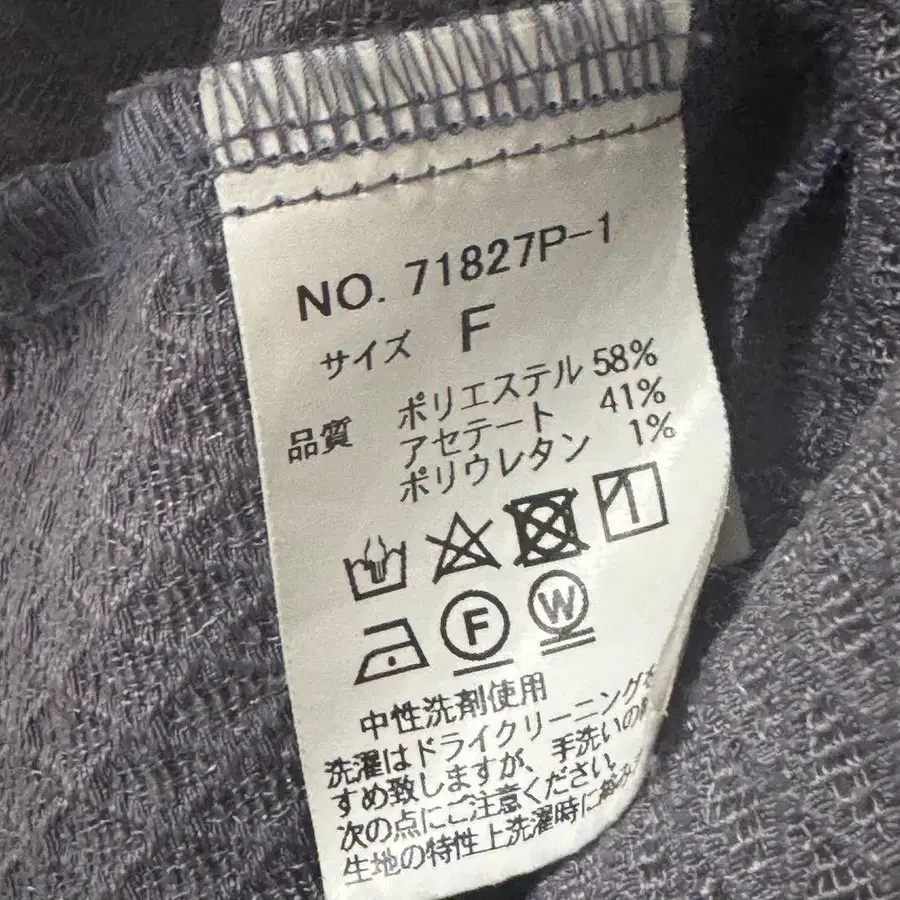 NO. 71827P-1
サイズ F
品質 ポリエステル 58%
アセテート 41%
ポリウレタン 1%
F W
中性洗剤使用
洗濯はドライクリーニングを
すめ致しますが、手洗いの
次の点にご注意ください。
生地の特性上洗濯時に